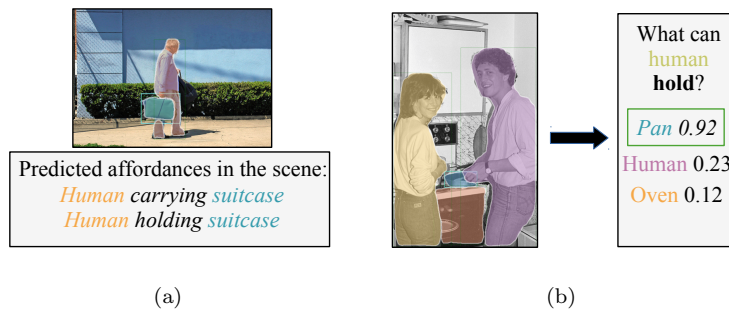 Predicted affordances in the scene:
Human carrying suitcase
Human holding suitcase
(a)
What can
human
hold?
Pan 0.92
Human 0.23
Oven 0.12
(b)